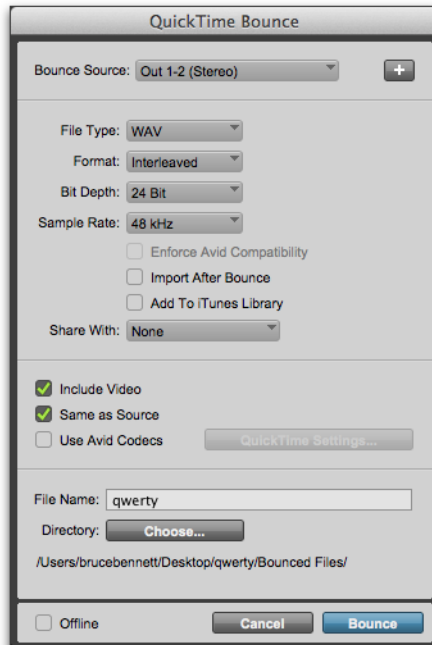 QuickTime Bounce
Bounce Source: Out 1-2 (Stereo) +
File Type: WAV
Format: Interleaved
Bit Depth: 24 Bit
Sample Rate: 48 kHz
Enforce Avid Compatibility
Import After Bounce
Add To iTunes Library
Share With: None
Include Video
Same as Source
Use Avid Codecs QuickTime Settings...
File Name: qwerty
Directory: Choose...
/Users/brucebennett/Desktop/qwerty/Bounced Files/
Offline Cancel Bounce